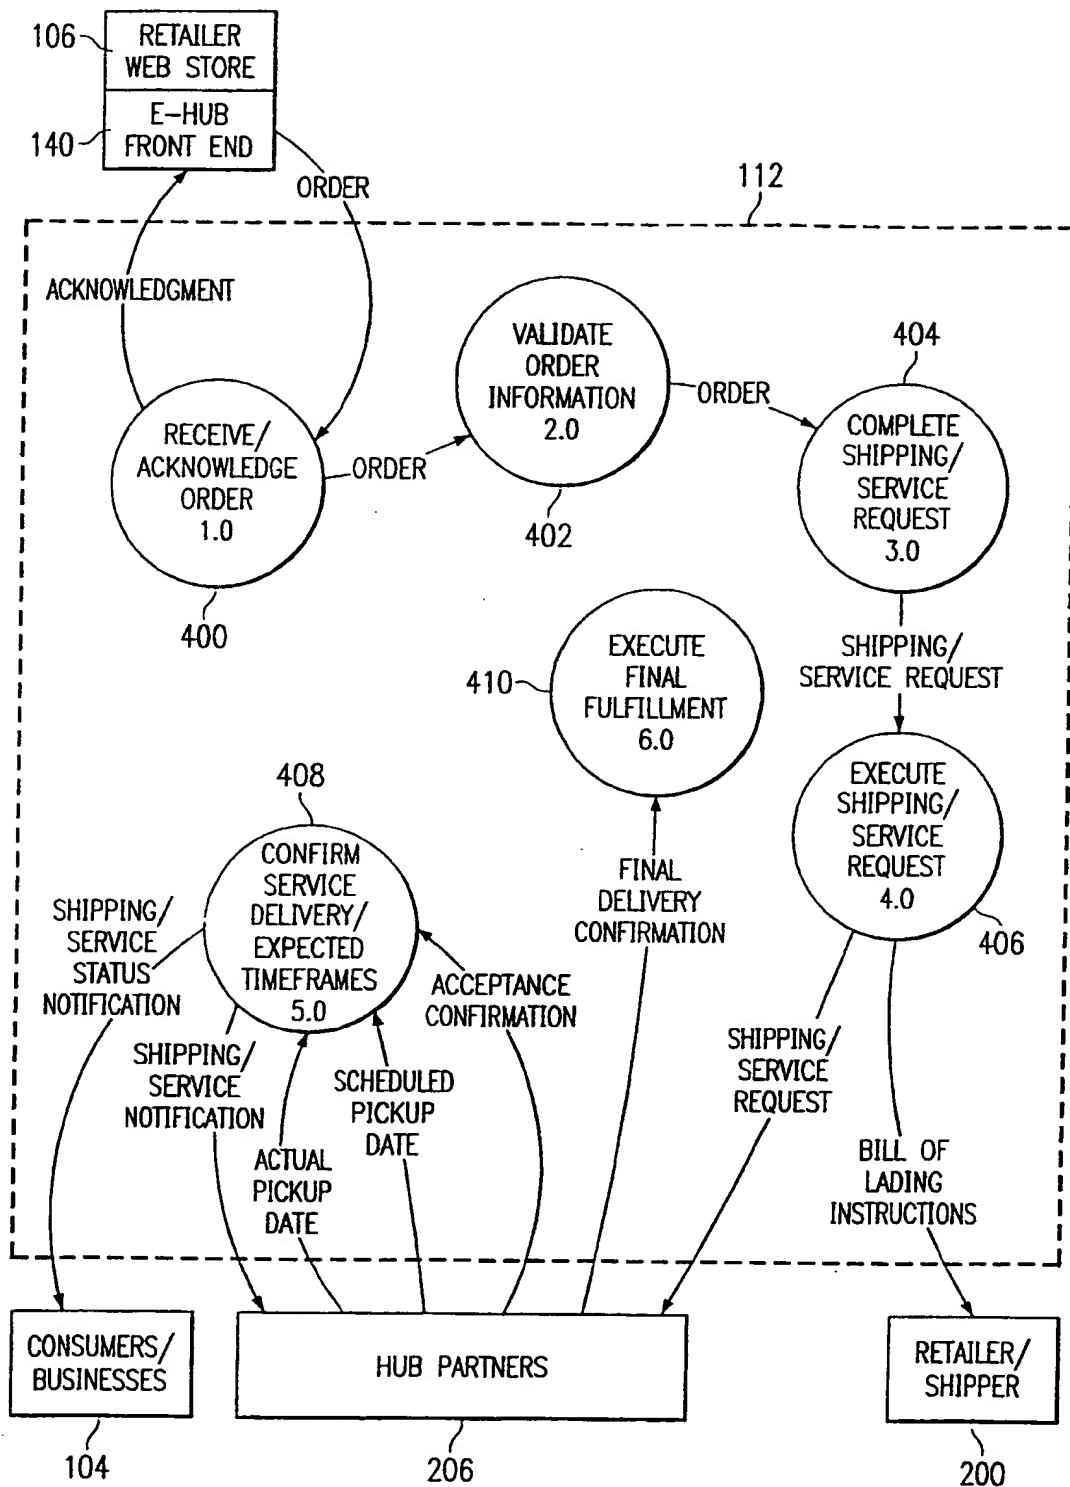 106
RETAILER
WEB STORE
140
E-HUB
FRONT END
ORDER
112
ACKNOWLEDGMENT
VALIDATE
ORDER
INFORMATION
2.0
402
ORDER
404
COMPLETE
SHIPPING/
SERVICE
REQUEST
3.0
RECEIVE/
ACKNOWLEDGE
ORDER
1.0
400
ORDER
SHIPPING/
SERVICE REQUEST
410
EXECUTE
FINAL
FULFILLMENT
6.0
EXECUTE
SHIPPING/
SERVICE
REQUEST
4.0
406
408
CONFIRM
SERVICE
DELIVERY/
EXPECTED
TIMEFRAMES
5.0
FINAL
DELIVERY
CONFIRMATION
SHIPPING/
SERVICE
STATUS
NOTIFICATION
ACCEPTANCE
CONFIRMATION
SHIPPING/
SERVICE
NOTIFICATION
SCHEDULED
PICKUP
DATE
ACTUAL
PICKUP
DATE
SHIPPING/
SERVICE
REQUEST
BILL OF
LADING
INSTRUCTIONS
CONSUMERS/
BUSINESSES
104
HUB PARTNERS
206
RETAILER/
SHIPPER
200